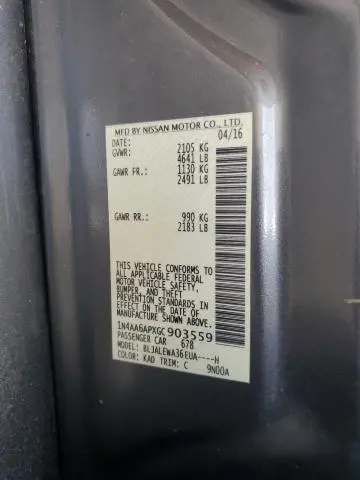 MFD BY NISSAN MOTOR CO., LTD.
DATE: 04/16
GVWR: 2105 KG
4641 LB
GAWR FR.: 1130 KG
2491 LB
GAWR RR.: 990 KG
2183 LB
THIS VEHICLE CONFORMS TO ALL
APPLICABLE FEDERAL
MOTOR VEHICLE SAFETY,
BUMPER, AND THEFT
PREVENTION STANDARDS IN
EFFECT ON THE DATE OF
MANUFACTURE SHOWN ABOVE.
1N4AA6APXGC903559
PASSENGER CAR 678
MODEL: BLJALEWA36EUA----H
COLOR: KAD TRIM: C 9N00A